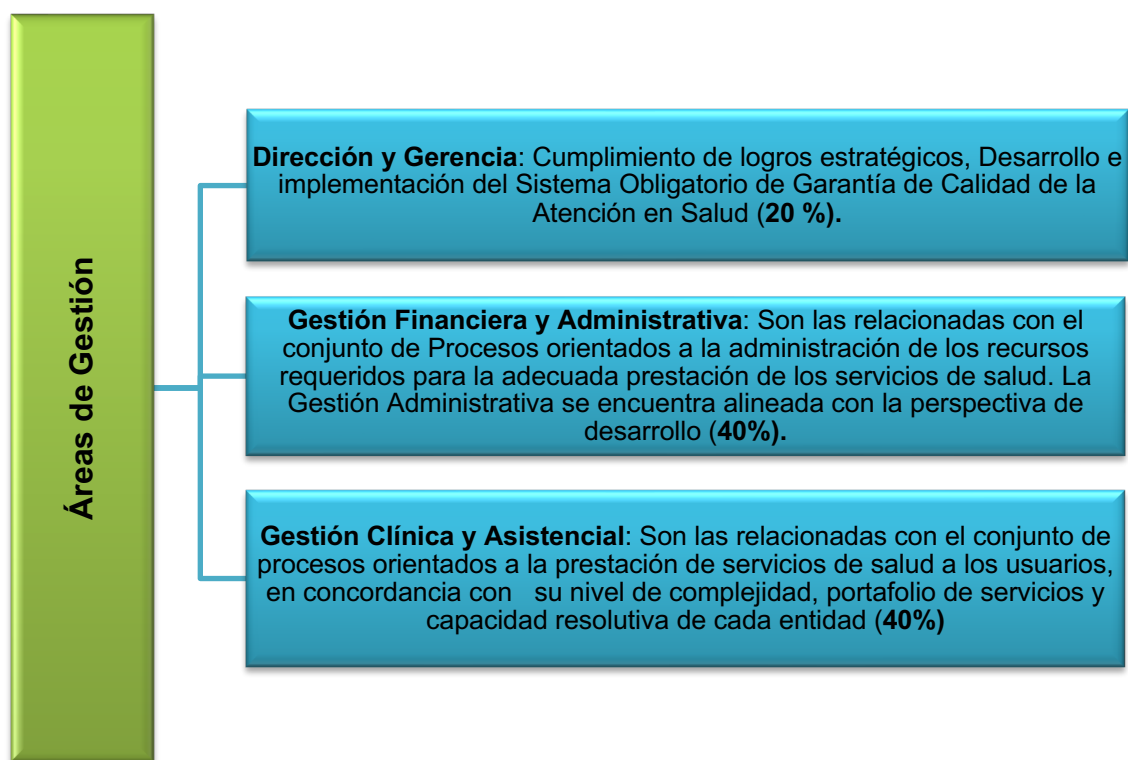 Áreas de Gestión
Dirección y Gerencia: Cumplimiento de logros estratégicos, Desarrollo e
implementación del Sistema Obligatorio de Garantía de Calidad de la
Atención en Salud (20 %).
Gestión Financiera y Administrativa: Son las relacionadas con el
conjunto de Procesos orientados a la administración de los recursos
requeridos para la adecuada prestación de los servicios de salud. La
Gestión Administrativa se encuentra alineada con la perspectiva de
desarrollo (40%).
Gestión Clínica y Asistencial: Son las relacionadas con el conjunto de
procesos orientados a la prestación de servicios de salud a los usuarios,
en concordancia con   su nivel de complejidad, portafolio de servicios y
capacidad resolutiva de cada entidad (40%)